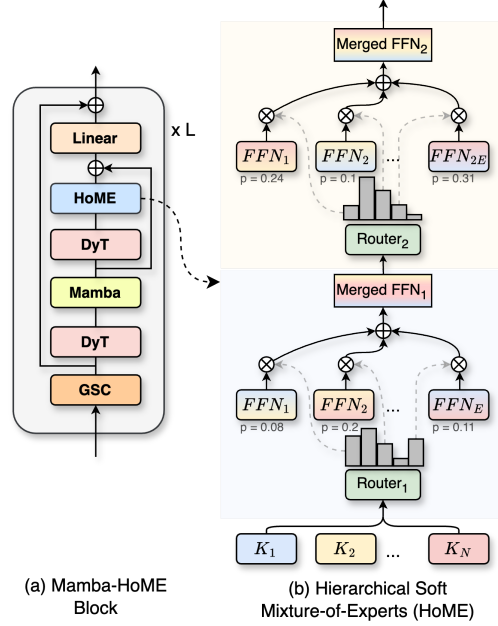 x L
Linear
HoME
DyT
Mamba
DyT
GSC
(a) Mamba-HoME
Block
Merged FFN₂
FFN₁ FFN₂ ... FFN₂E
p = 0.24 p = 0.1 p = 0.31
Router₂
Merged FFN₁
FFN₁ FFN₂ ... FFN_E
p = 0.08 p = 0.2 p = 0.11
Router₁
K₁ K₂ ... K_N
(b) Hierarchical Soft
Mixture-of-Experts (HoME)